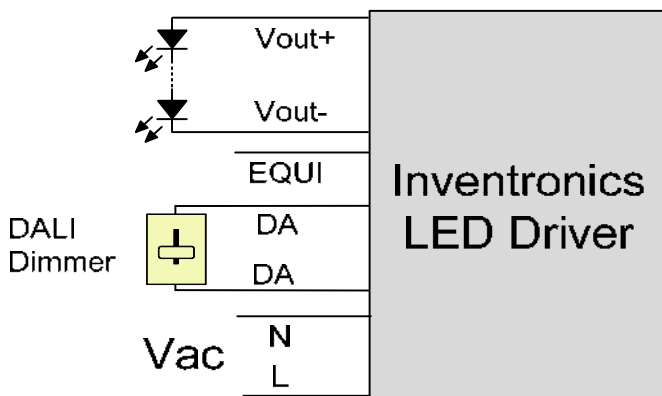 Vout+
Vout-
EQUI
DALI
Dimmer
DA
DA
Vac
N
L
Inventronics
LED Driver